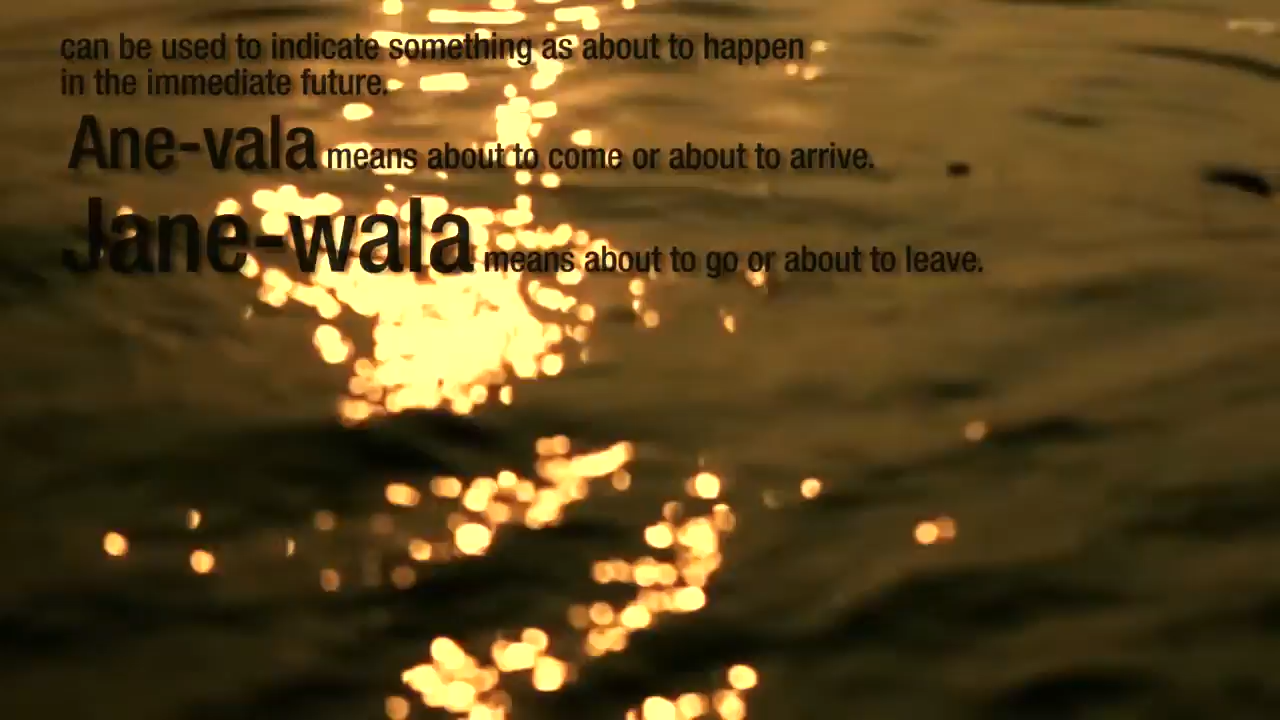 can be used to indicate something as about to happen
in the immediate future.
Ane-vala means about to come or about to arrive.
Jane-wala means about to go or about to leave.